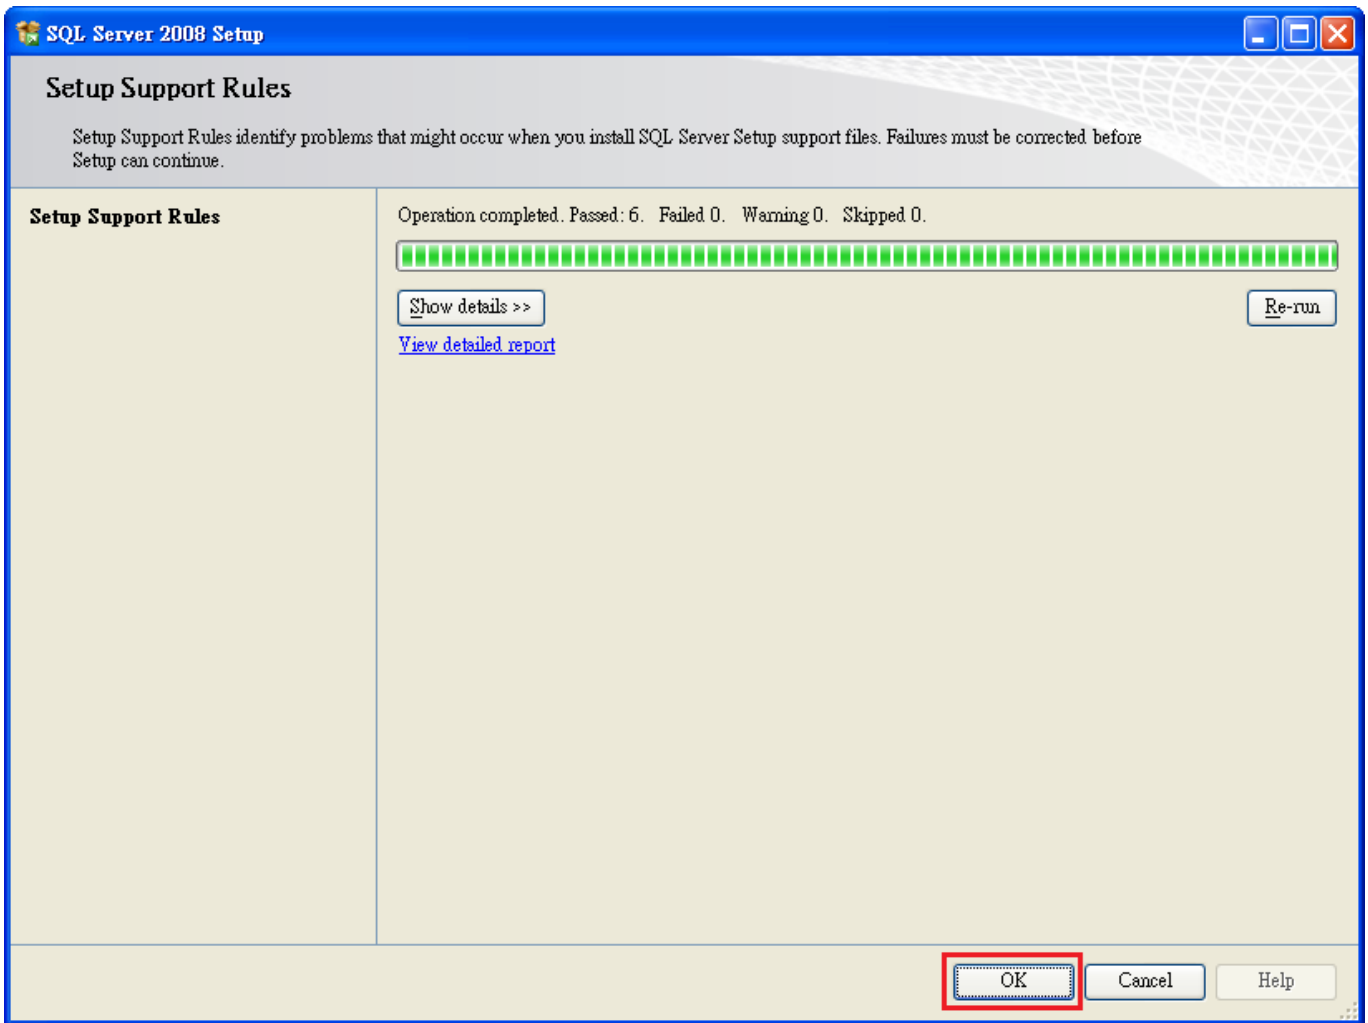 SQL Server 2008 Setup
Setup Support Rules
Setup Support Rules identify problems that might occur when you install SQL Server Setup support files. Failures must be corrected before
Setup can continue.
Setup Support Rules
Operation completed. Passed: 6.   Failed 0.   Warning 0.   Skipped 0.
Show details >>
Re-run
View detailed report
OK
Cancel
Help